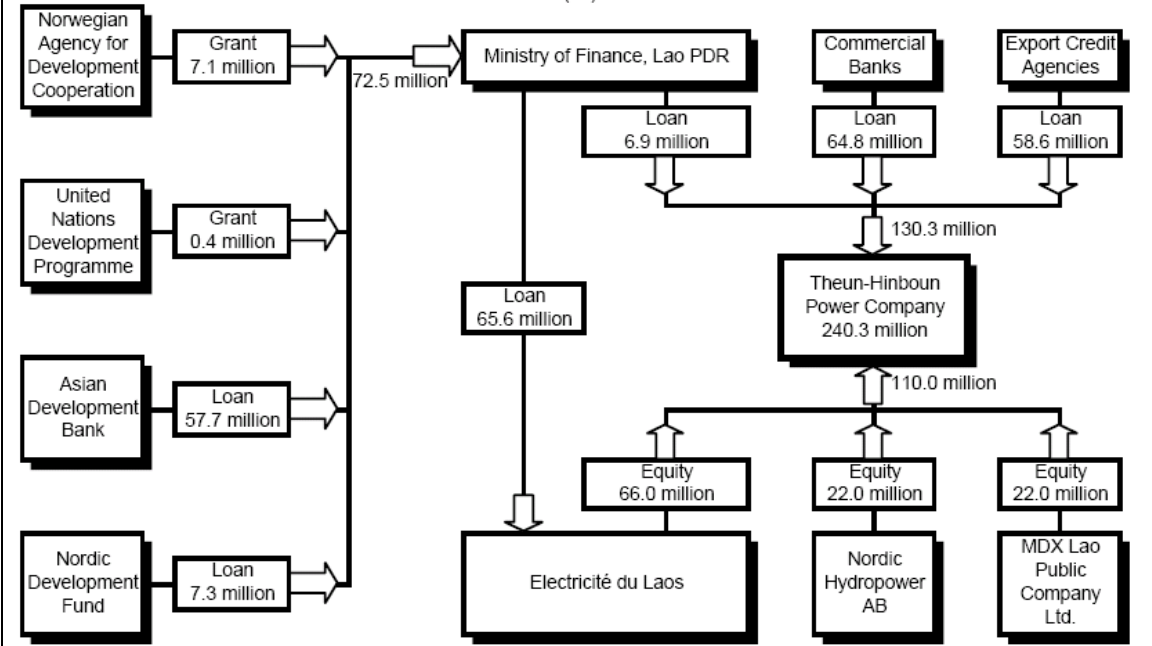 Norwegian
Agency for
Development
Cooperation
Grant
7.1 million
72.5 million
Ministry of Finance, Lao PDR
Commercial
Banks
Export Credit
Agencies
Loan
6.9 million
Loan
64.8 million
Loan
58.6 million
United
Nations
Development
Programme
Grant
0.4 million
130.3 million
Loan
65.6 million
Theun-Hinboun
Power Company
240.3 million
Asian
Development
Bank
Loan
57.7 million
110.0 million
Equity
66.0 million
Equity
22.0 million
Equity
22.0 million
Nordic
Development
Fund
Loan
7.3 million
Electricité du Laos
Nordic
Hydropower
AB
MDX Lao
Public
Company
Ltd.